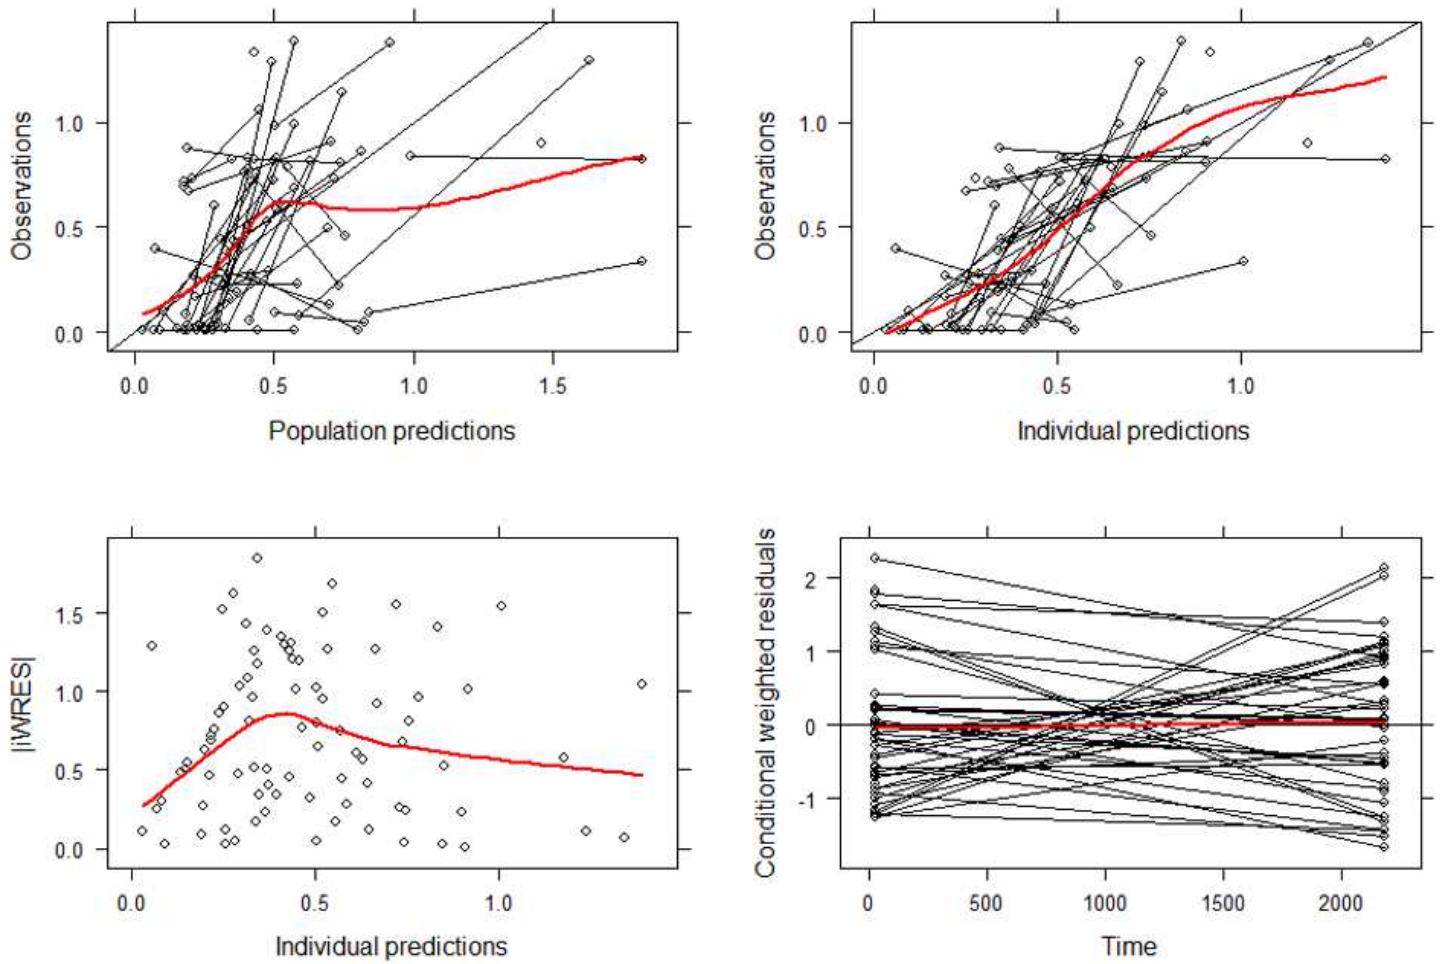 Observations
1.0
0.5
0.0
0.0 0.5 1.0 1.5
Population predictions
Observations
1.0
0.5
0.0
0.0 0.5 1.0
Individual predictions
|iWRES|
1.5
1.0
0.5
0.0
0.0 0.5 1.0
Individual predictions
Conditional weighted residuals
2
1
0
-1
0 500 1000 1500 2000
Time